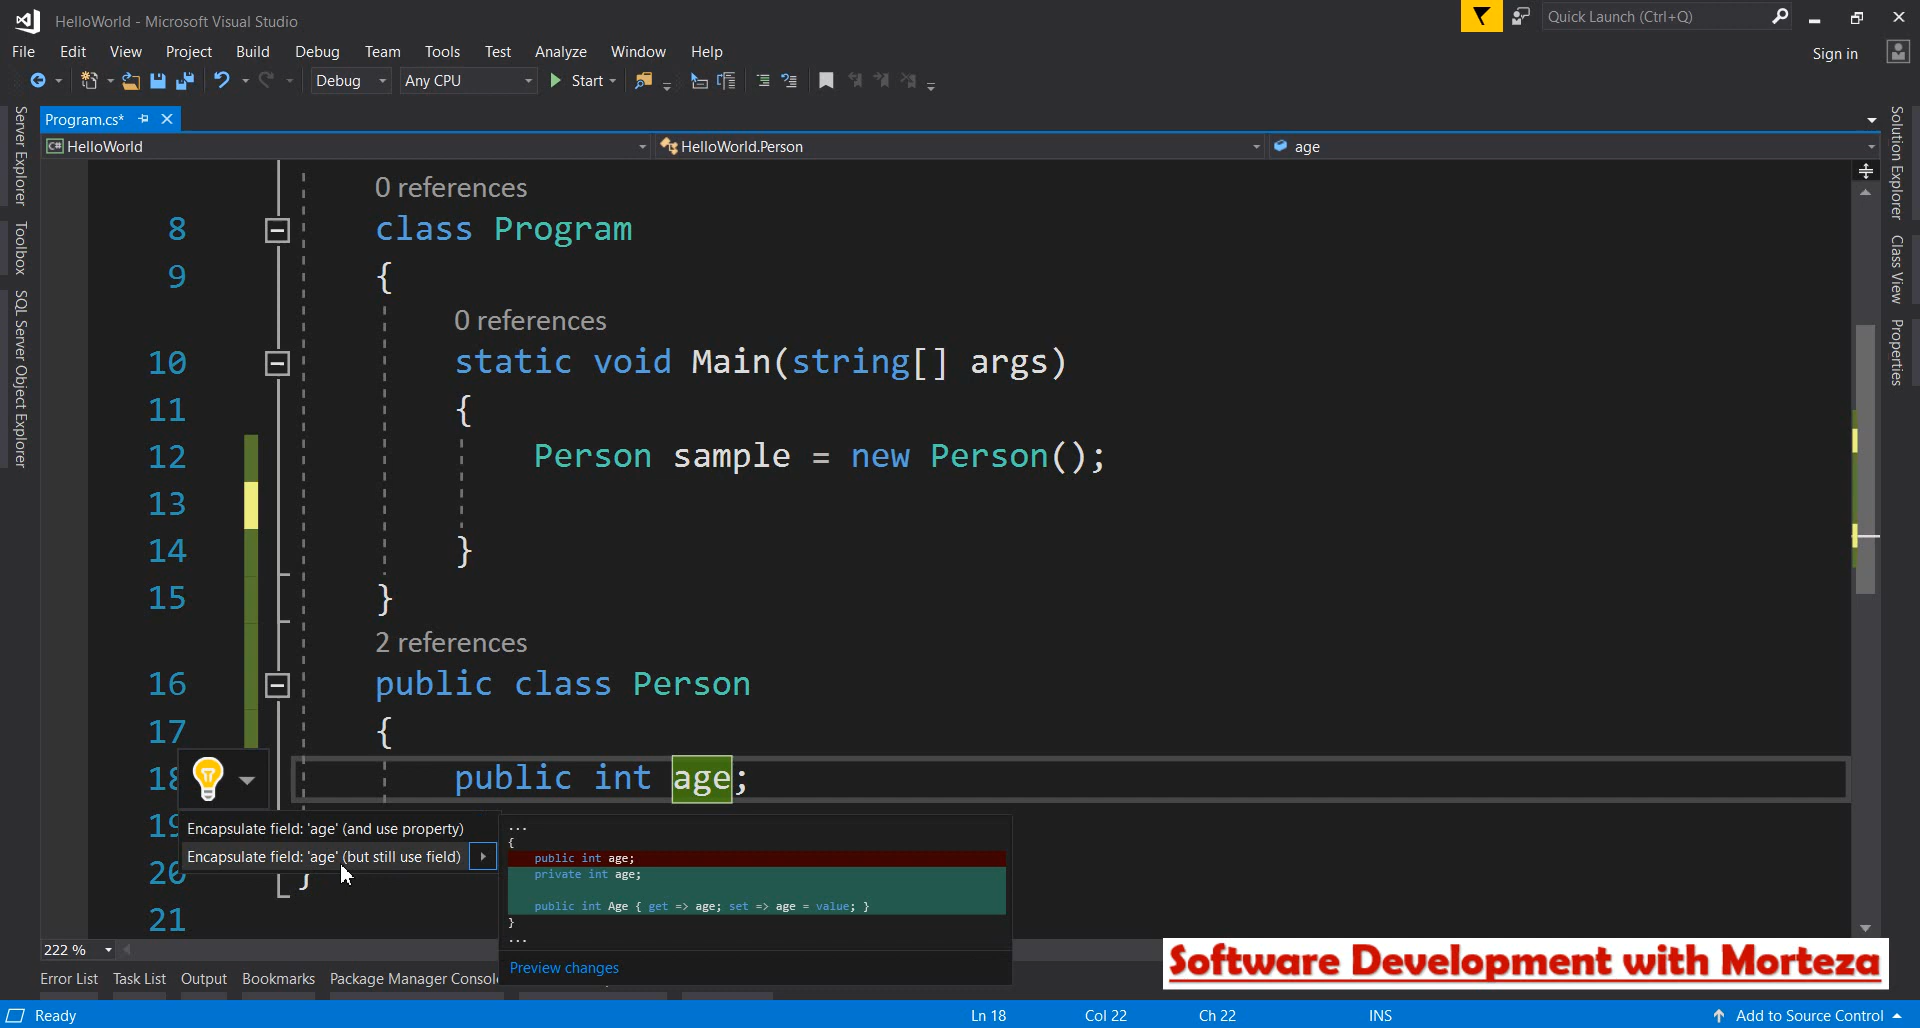 HelloWorld - Microsoft Visual Studio
Quick Launch (Ctrl+Q)
File Edit View Project Build Debug Team Tools Test Analyze Window Help
Sign in
Debug Any CPU Start
Program.cs*
HelloWorld
HelloWorld.Person
age
Server Explorer
Toolbox
SQL Server Object Explorer
Solution Explorer
Class View
Properties
0 references
8 class Program
9 {
0 references
10 static void Main(string[] args)
11 {
12 Person sample = new Person();
13
14 }
15 }
2 references
16 public class Person
17 {
18 public int age;
19
Encapsulate field: 'age' (and use property)
Encapsulate field: 'age' (but still use field)
20 }
21
...
{
public int age;
private int age;
public int Age { get => age; set => age = value; }
}
...
Preview changes
222 %
Software Development with Morteza
Error List Task List Output Bookmarks Package Manager Consol
Ready Ln 18 Col 22 Ch 22 INS Add to Source Control